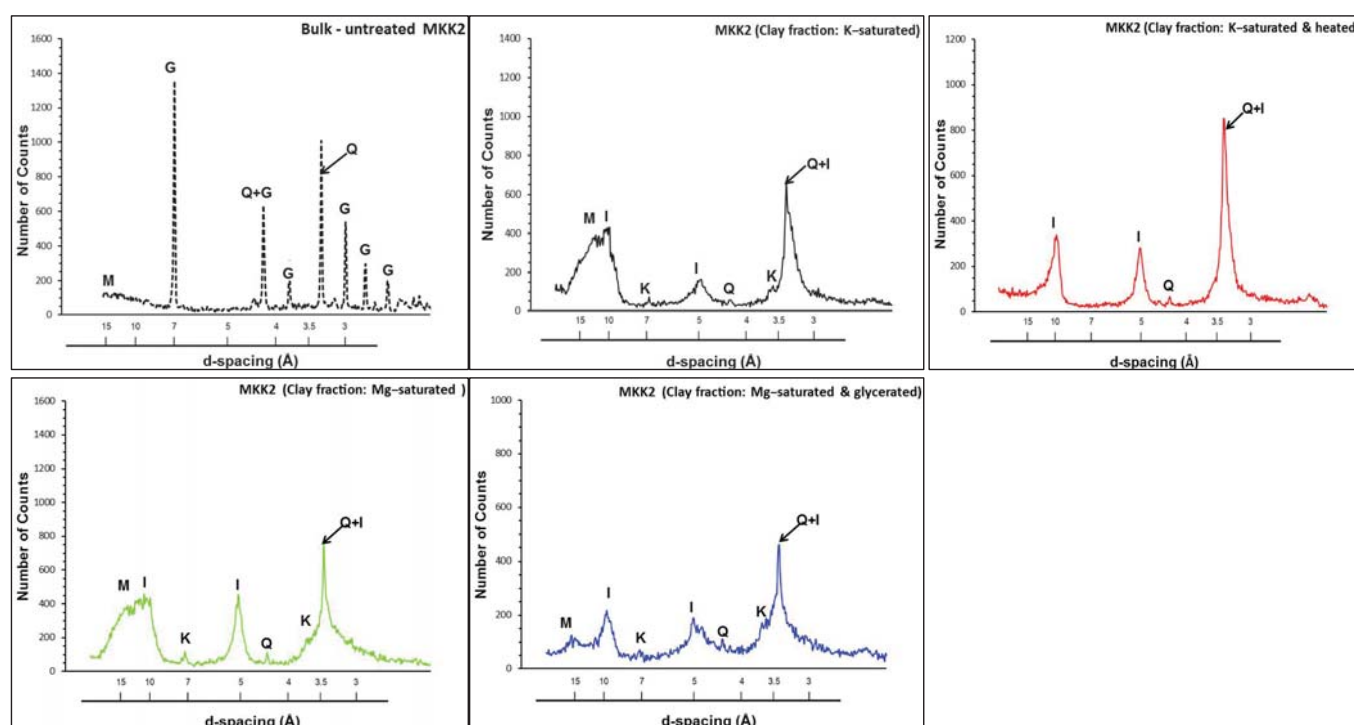 Bulk - untreated MKK2
Number of Counts
1600
1400
1200
1000
800
600
400
200
0
M
G
Q+G
G
Q
G
G
G
15 10 7 5 4 3.5 3
d-spacing (Å)
MKK2 (Clay fraction: K–saturated)
Number of Counts
1400
1200
1000
800
600
400
200
0
M
I
K
I
Q
K
Q+I
15 10 7 5 4 3.5 3
d-spacing (Å)
MKK2 (Clay fraction: K–saturated & heated
Number of Counts
1200
1000
800
600
400
200
0
I
I
Q
Q+I
15 10 7 5 4 3.5 3
d-spacing (Å)
MKK2 (Clay fraction: Mg–saturated )
Number of Counts
1600
1400
1200
1000
800
600
400
200
0
M
I
K
I
Q
K
Q+I
15 10 7 5 4 3.5 3
d-spacing (Å)
MKK2 (Clay fraction: Mg–saturated & glycerated)
Number of Counts
1000
800
600
400
200
0
M
I
K
I
Q
K
Q+I
15 10 7 5 4 3.5 3
d-spacing (Å)